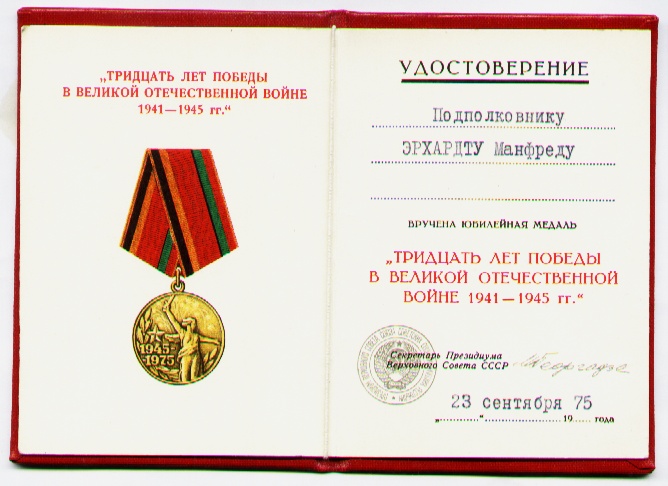 „ТРИДЦАТЬ ЛЕТ ПОБЕДЫ
В ВЕЛИКОЙ ОТЕЧЕСТВЕННОЙ ВОЙНЕ
1941—1945 гг.“
1945-
1975
УДОСТОВЕРЕНИЕ
Подполковнику
ЭРХАРДТУ Манфреду
ВРУЧЕНА ЮБИЛЕЙНАЯ МЕДАЛЬ
„ТРИДЦАТЬ ЛЕТ ПОБЕДЫ
В ВЕЛИКОЙ ОТЕЧЕСТВЕННОЙ
ВОЙНЕ 1941—1945 гг.“
Секретарь Президиума
Верховного Совета СССР
23 сентября 75
„ “ 19 года